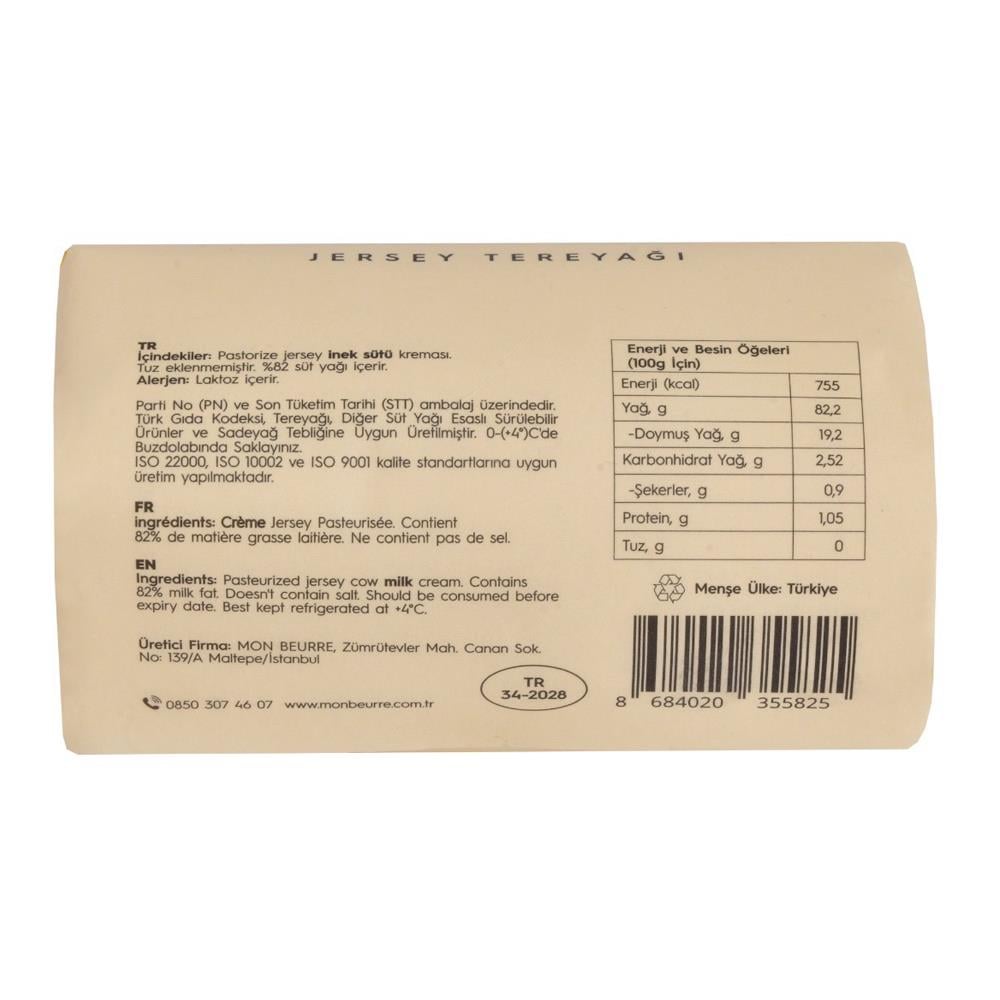 JERSEY TEREYAĞI
TR
İçindekiler: Pastorize jersey inek sütü kreması.
Tuz eklenmemiştir. %82 süt yağı içerir.
Alerjen: Laktoz içerir.
Parti No (PN) ve Son Tüketim Tarihi (STT) ambalaj üzerindedir.
Türk Gıda Kodeksi, Tereyağı, Diğer Süt Yağı Esaslı Sürülebilir
Ürünler ve Sadeyağ Tebliğine Uygun Üretilmiştir. 0-(+4°)C'de
Buzdolabında Saklayınız.
ISO 22000, ISO 10002 ve ISO 9001 kalite standartlarına uygun
üretim yapılmaktadır.
FR
ingrédients: Crème Jersey Pasteurisée. Contient
82% de matière grasse laitière. Ne contient pas de sel.
EN
Ingredients: Pasteurized jersey cow milk cream. Contains
82% milk fat. Doesn't contain salt. Should be consumed before
expiry date. Best kept refrigerated at +4°C.
Üretici Firma: MON BEURRE, Zümrütevler Mah. Canan Sok.
No: 139/A Maltepe/İstanbul
0850 307 46 07 www.monbeurre.com.tr
TR
34-2028
Enerji ve Besin Öğeleri
(100g İçin)
Enerji (kcal) 755
Yağ, g 82,2
-Doymuş Yağ, g 19,2
Karbonhidrat Yağ, g 2,52
-Şekerler, g 0,9
Protein, g 1,05
Tuz, g 0
Menşe Ülke: Türkiye
8 684020 355825